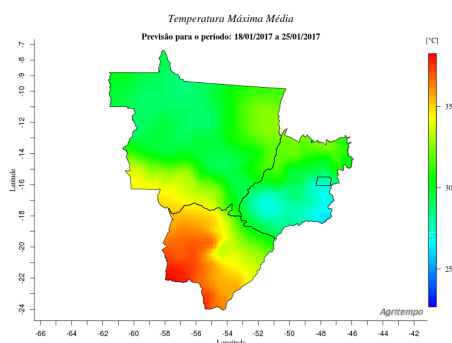 Temperatura Máxima Média
Previsão para o período: 18/01/2017 a 25/01/2017
[°C]
-7
-9
-10
-12
-14
-16
-18
-20
-22
-24
Latitude
35
30
25
Agritempo
-66 -64 -62 -60 -58 -56 -54 -52 -50 -48 -46 -44 -42
Longitude